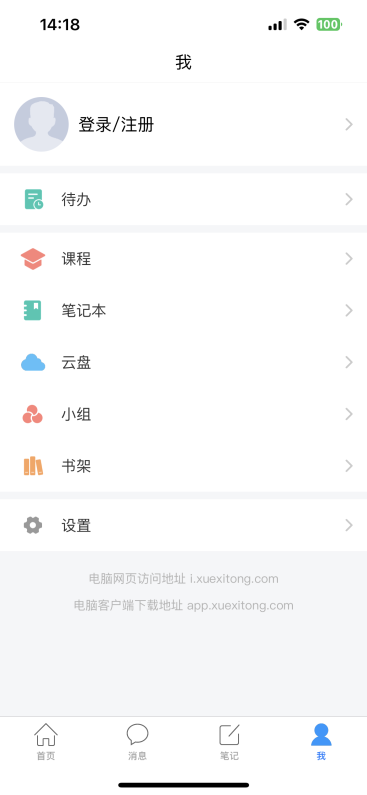 14:18
100
我
登录/注册
待办
课程
笔记本
云盘
小组
书架
设置
电脑网页访问地址 i.xuexitong.com
电脑客户端下载地址 app.xuexitong.com
首页
消息
笔记
我